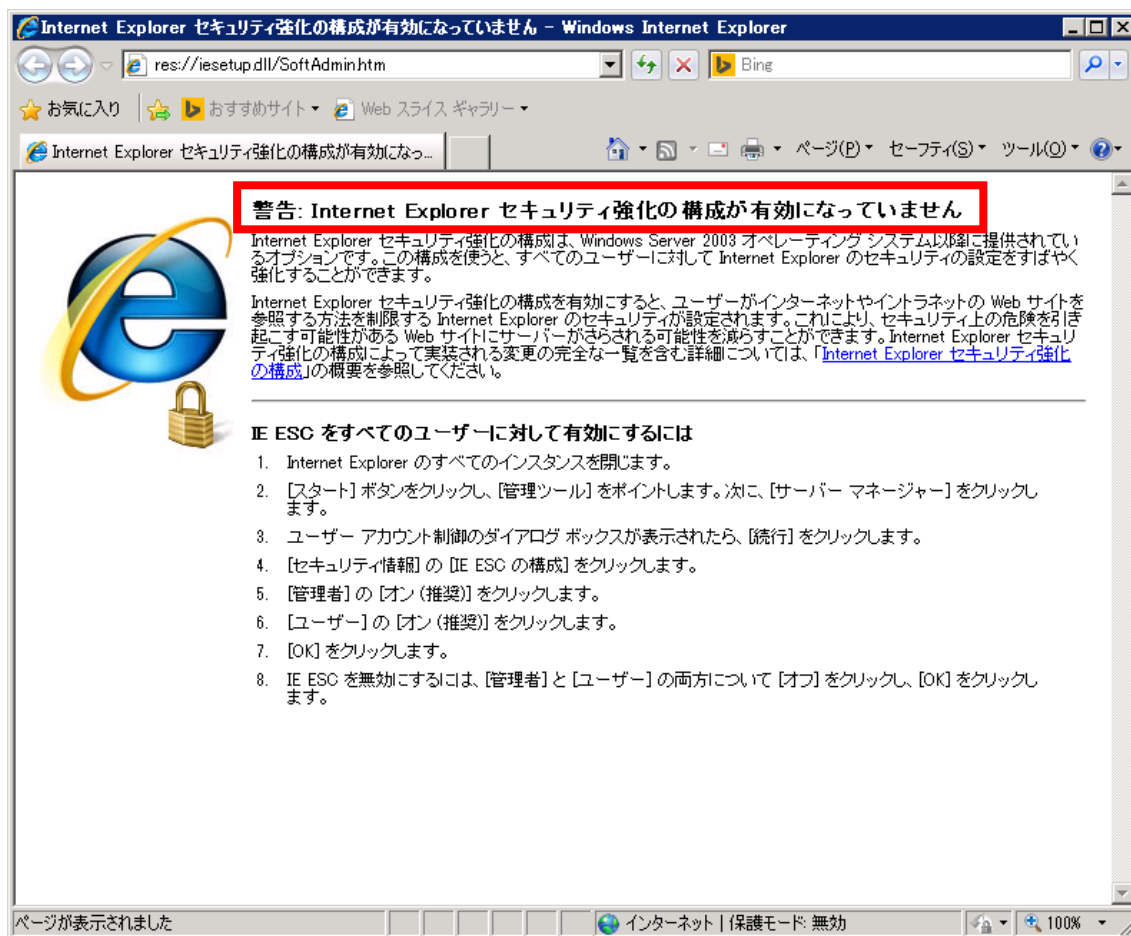 Internet Explorer セキュリティ強化の構成が有効になっていません - Windows Internet Explorer
res://iesetup.dll/SoftAdmin.htm
Bing
お気に入り
おすすめサイト
Web スライス ギャラリー
Internet Explorer セキュリティ強化の構成が有効になっ...
ページ(P)
セーフティ(S)
ツール(O)
警告: Internet Explorer セキュリティ強化の構成が有効になっていません
Internet Explorer セキュリティ強化の構成は、Windows Server 2003 オペレーティング システム以降に提供されてい
るオプションです。この構成を使うと、すべてのユーザーに対して Internet Explorer のセキュリティの設定をすばやく
強化することができます。
Internet Explorer セキュリティ強化の構成を有効にすると、ユーザーがインターネットやイントラネットの Web サイトを
参照する方法を制限する Internet Explorer のセキュリティが設定されます。これにより、セキュリティ上の危険を引き
起こす可能性がある Web サイトにサーバーがさらされる可能性を減らすことができます。Internet Explorer セキュリ
ティ強化の構成によって実装される変更の完全な一覧を含む詳細については、「Internet Explorer セキュリティ強化
の構成」の概要を参照してください。
IE ESC をすべてのユーザーに対して有効にするには
1. Internet Explorer のすべてのインスタンスを閉じます。
2. [スタート] ボタンをクリックし、[管理ツール] をポイントします。次に、[サーバー マネージャー] をクリックし
ます。
3. ユーザー アカウント制御のダイアログ ボックスが表示されたら、[続行] をクリックします。
4. [セキュリティ情報] の [IE ESC の構成] をクリックします。
5. [管理者] の [オン (推奨)] をクリックします。
6. [ユーザー] の [オン (推奨)] をクリックします。
7. [OK] をクリックします。
8. IE ESC を無効にするには、[管理者] と [ユーザー] の両方について [オフ] をクリックし、[OK] をクリックし
ます。
ページが表示されました
インターネット | 保護モード: 無効
100%